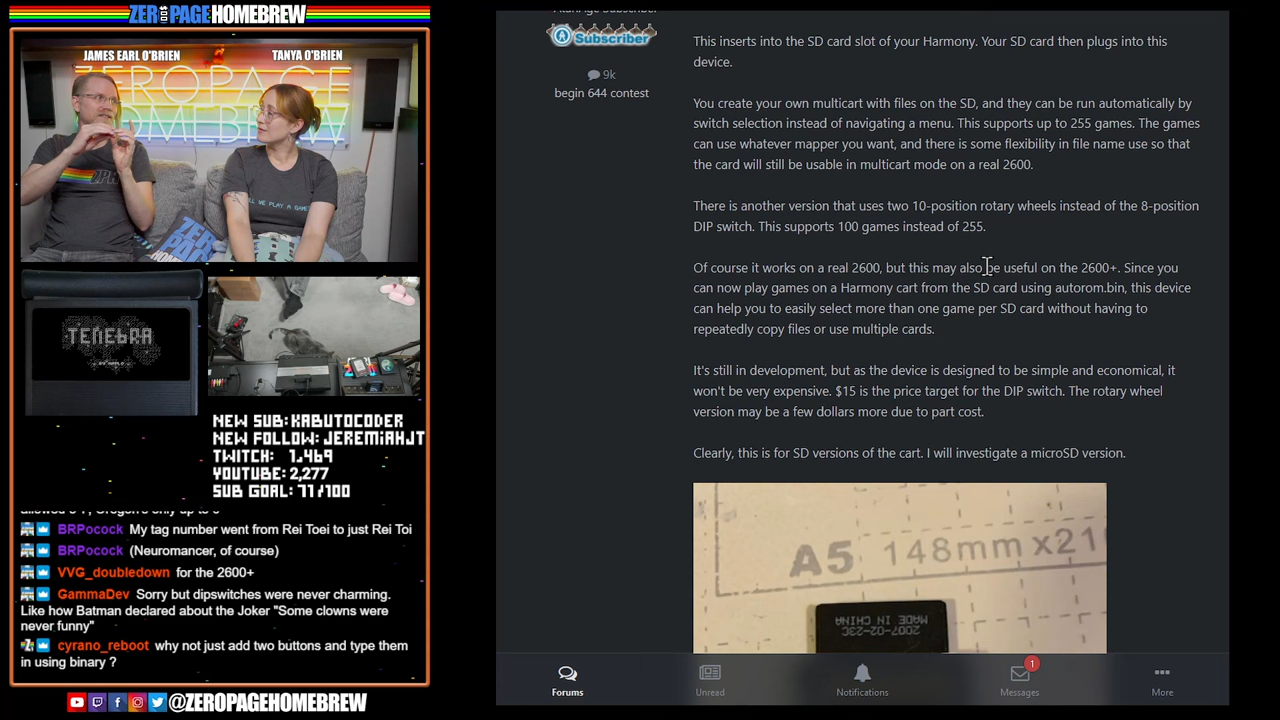 ZEROPAGE HOMEBREW
JAMES EARL O'BRIEN
TANYA O'BRIEN
ZEROPAGE
TENEBRA
NEW SUB:KABUTOCODER
NEW FOLLOW:JEREMIAHJT
TWITCH: 1,469
YOUTUBE: 2,277
SUB GOAL: 71/100
BRPocock My tag number went from Rei Toei to just Rei Toi
BRPocock (Neuromancer, of course)
VVG_doubledown for the 2600+
GammaDev Sorry but dipswitches were never charming.
Like how Batman declared about the Joker "Some clowns were
never funny"
cyrano_reboot why not just add two buttons and type them
in using binary ?
@ZEROPAGEHOMEBREW
AtariAge Subscriber
Subscriber
9k
begin 644 contest
This inserts into the SD card slot of your Harmony. Your SD card then plugs into this
device.
You create your own multicart with files on the SD, and they can be run automatically by
switch selection instead of navigating a menu. This supports up to 255 games. The games
can use whatever mapper you want, and there is some flexibility in file name use so that
the card will still be usable in multicart mode on a real 2600.
There is another version that uses two 10-position rotary wheels instead of the 8-position
DIP switch. This supports 100 games instead of 255.
Of course it works on a real 2600, but this may also be useful on the 2600+. Since you
can now play games on a Harmony cart from the SD card using autorom.bin, this device
can help you to easily select more than one game per SD card without having to
repeatedly copy files or use multiple cards.
It's still in development, but as the device is designed to be simple and economical, it
won't be very expensive. $15 is the price target for the DIP switch. The rotary wheel
version may be a few dollars more due to part cost.
Clearly, this is for SD versions of the cart. I will investigate a microSD version.
A5 148mm x21
2007-02-23C
MADE IN CHINA
Forums
Unread
Notifications
1
Messages
More